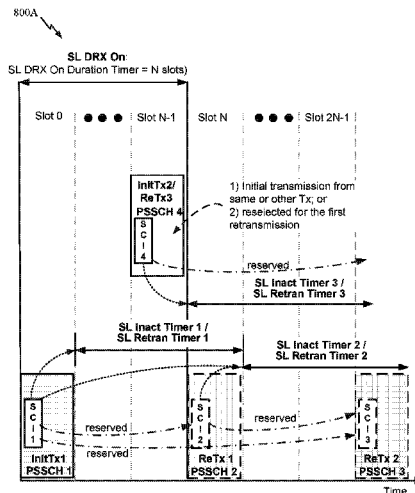 800A
SL DRX On:
SL DRX On Duration Timer = N slots)
Slot 0 ●●● Slot N-1 Slot N ●●● Slot 2N-1
InitTx2/
ReTx3
PSSCH 4
S
C
I
4
1) Initial transmission from
same or other Tx; or
2) reselected for the first
retransmission
reserved
SL Inact Timer 3 /
SL Retran Timer 3
SL Inact Timer 1 /
SL Retran Timer 1
SL Inact Timer 2 /
SL Retran Timer 2
S
C
I
1
reserved
reserved
InitTx1
PSSCH 1
S
C
I
2
reserved
ReTx 1
PSSCH 2
S
C
I
3
ReTx 2
PSSCH 3
Time